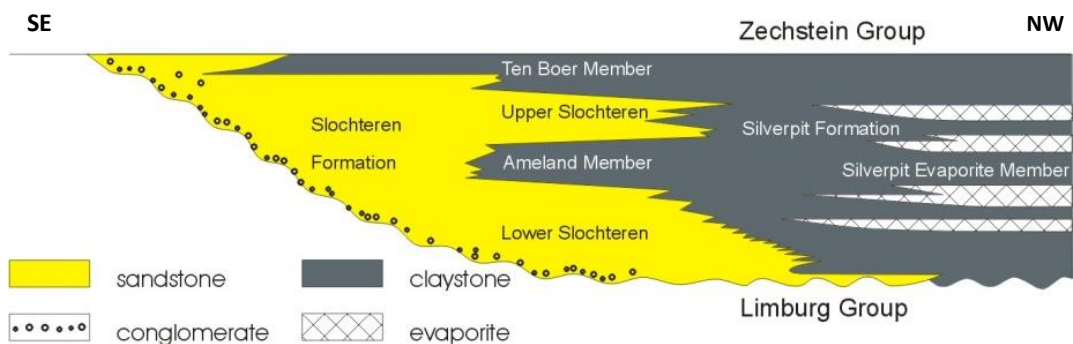 SE
NW
Zechstein Group
Ten Boer Member
Upper Slochteren
Slochteren
Silverpit Formation
Formation
Ameland Member
Silverpit Evaporite Member
Lower Slochteren
sandstone
claystone
Limburg Group
conglomerate
evaporite